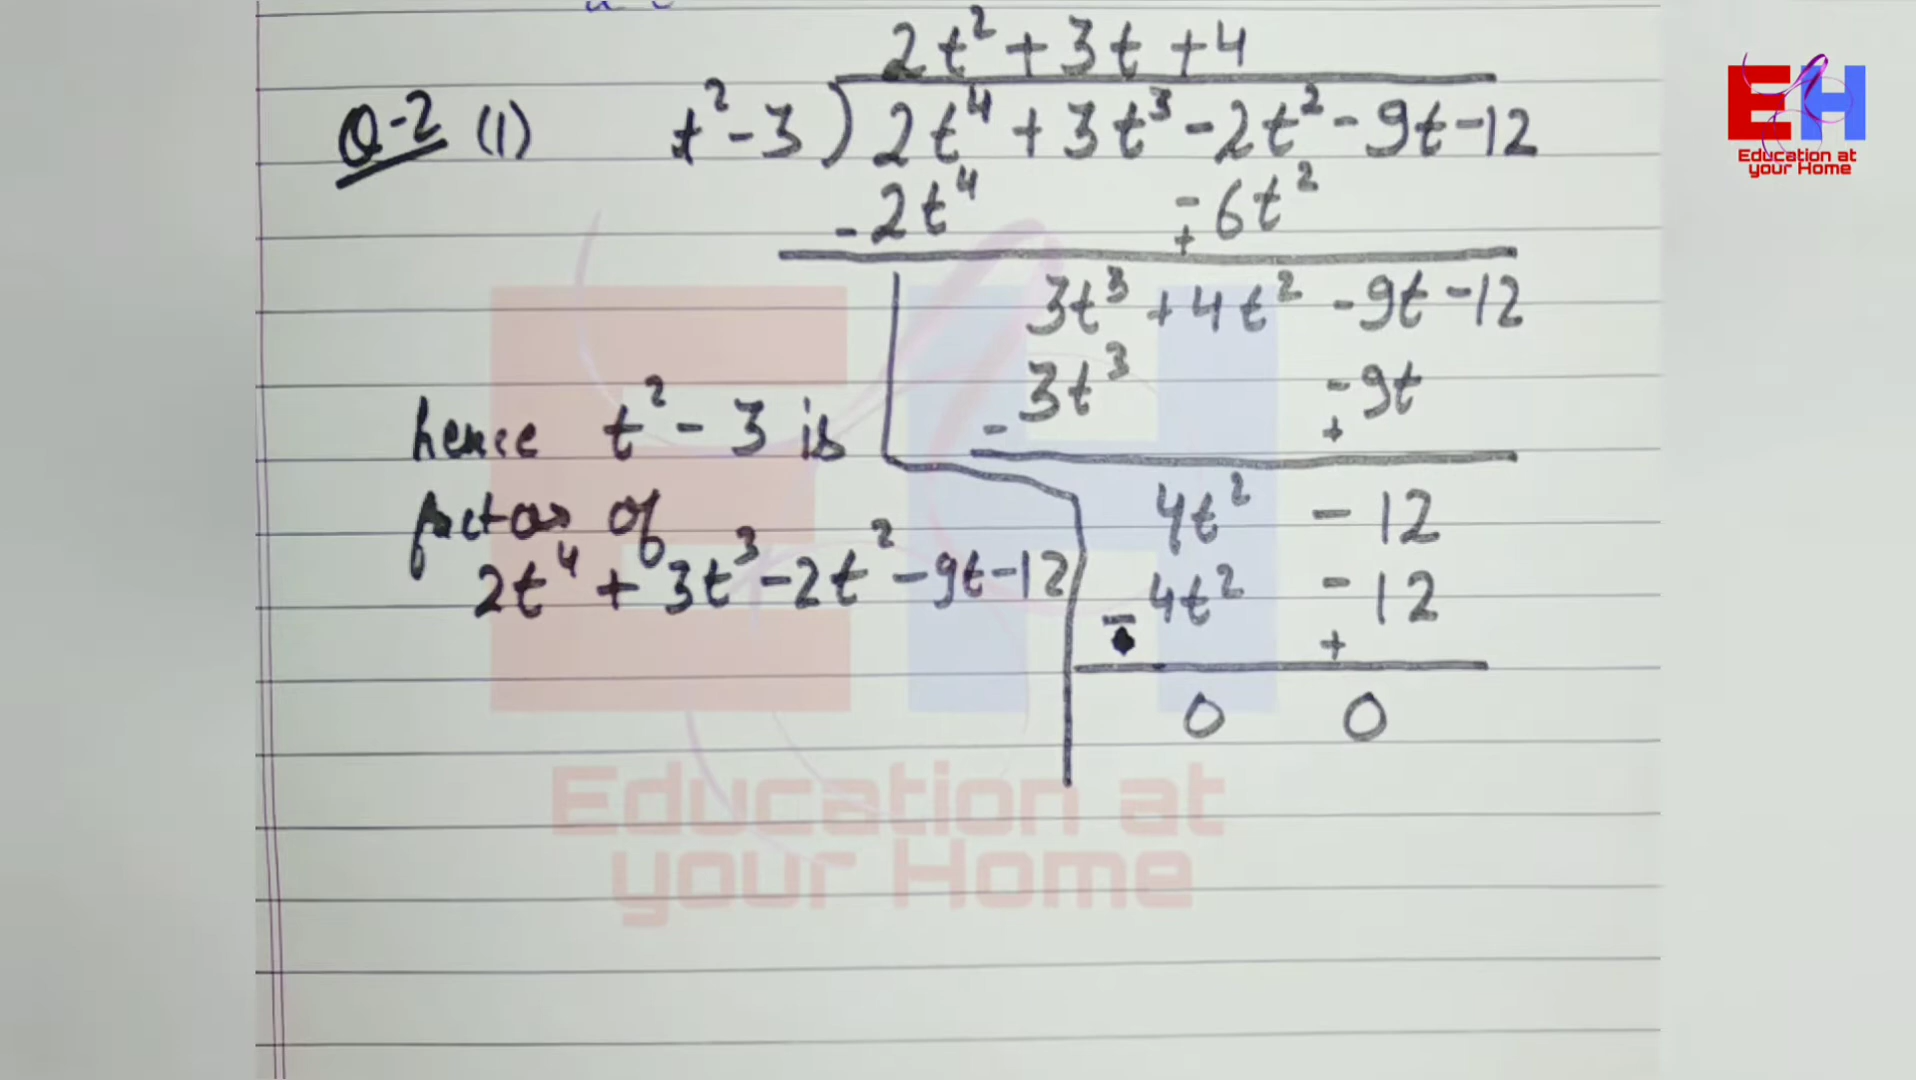 2t² + 3t + 4
Q-2 (1) t² - 3 ) 2t⁴ + 3t³ - 2t² - 9t - 12
- 2t⁴ - 6t²
+
3t³ + 4t² - 9t - 12
3t³ - 9t
- +
4t² - 12
4t² - 12
- +
0 0
hence t² - 3 is
factor of
2t⁴ + 3t³ - 2t² - 9t - 12
EH
Education at
your Home
EH
Education at
your Home